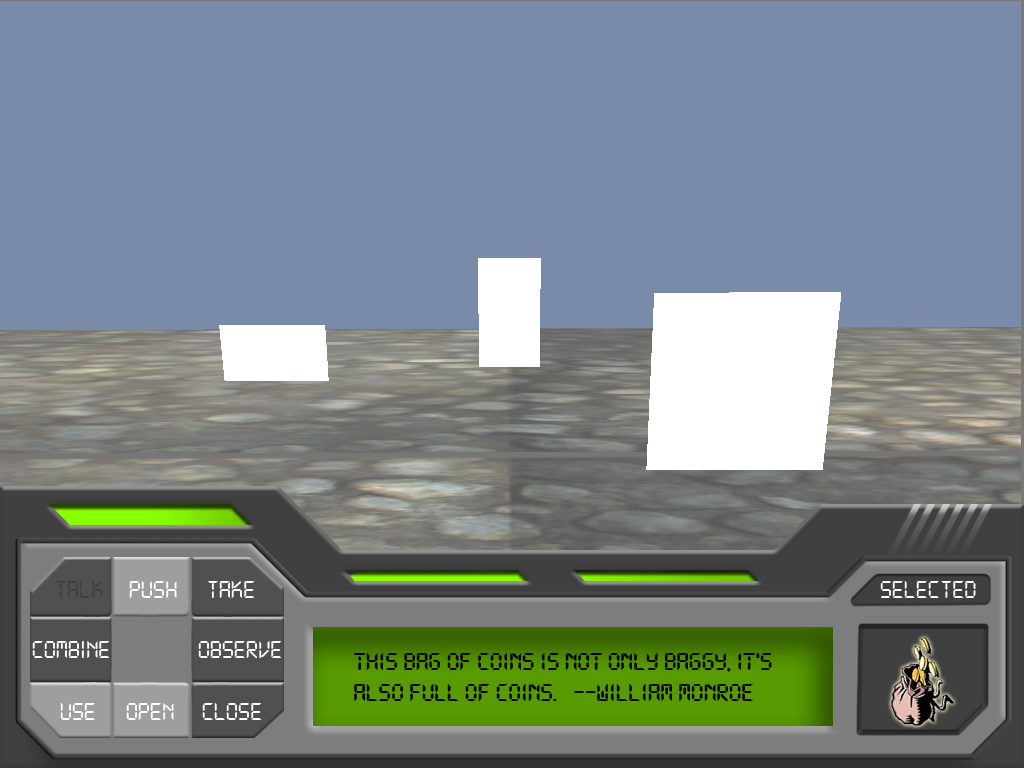 TALK PUSH TAKE
COMBINE OBSERVE
USE OPEN CLOSE
THIS BAG OF COINS IS NOT ONLY BAGGY, IT'S
ALSO FULL OF COINS. --WILLIAM MONROE
SELECTED